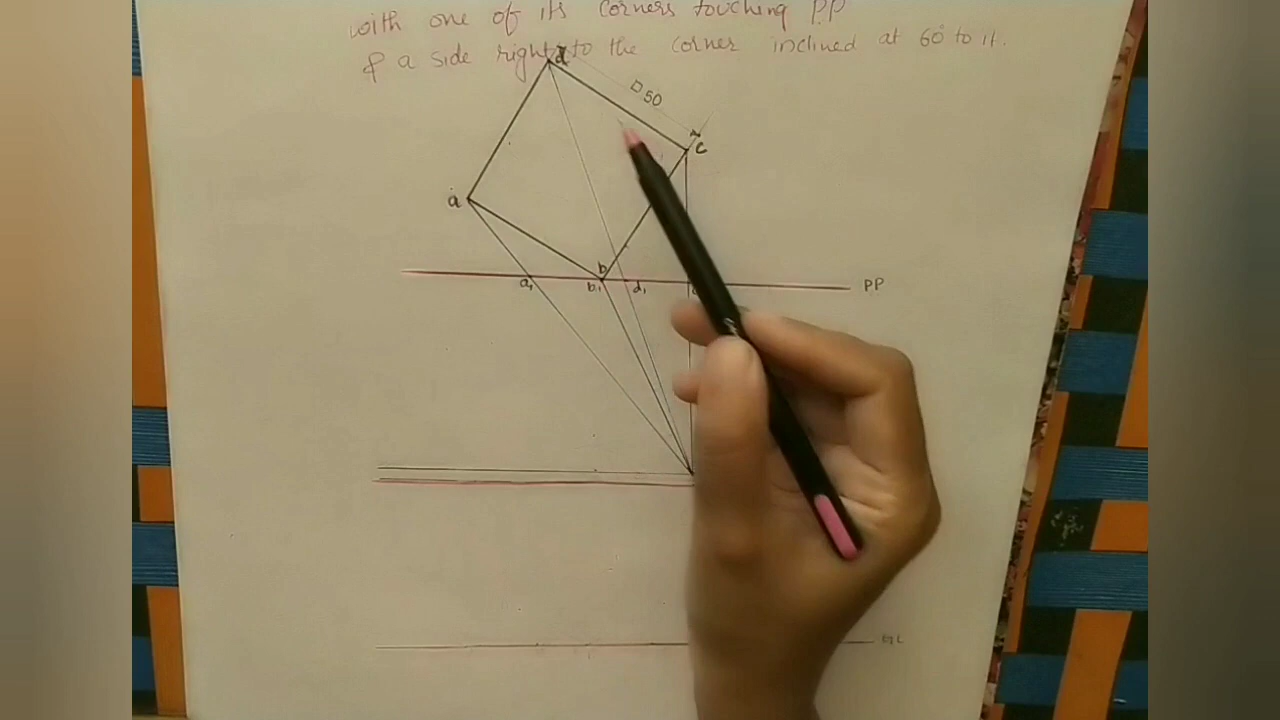 with one of its corners touching PP
& a side right to the corner inclined at 60° to it.
d
□50
c
a
b
a₁ b₁ d₁
PP
GL